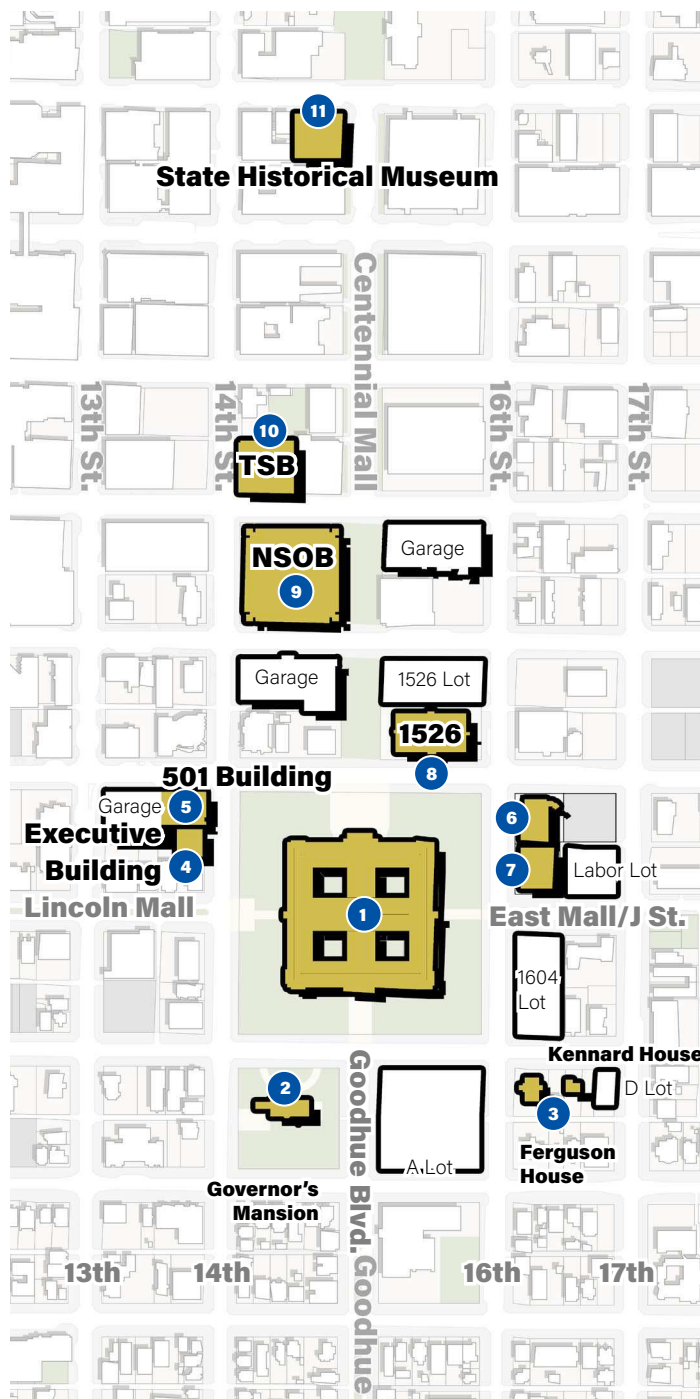 11
State Historical Museum
Centennial Mall
13th St.
14th St.
16th St.
17th St.
10
TSB
NSOB
9
Garage
Garage
1526 Lot
1526
8
501 Building
Garage
5
6
Executive
Building
4
7
Labor Lot
Lincoln Mall
1
East Mall/J St.
1604
Lot
Kennard House
2
3
D Lot
Goodhue Blvd.
A Lot
Ferguson
House
Governor's
Mansion
13th
14th
Goodhue
16th
17th